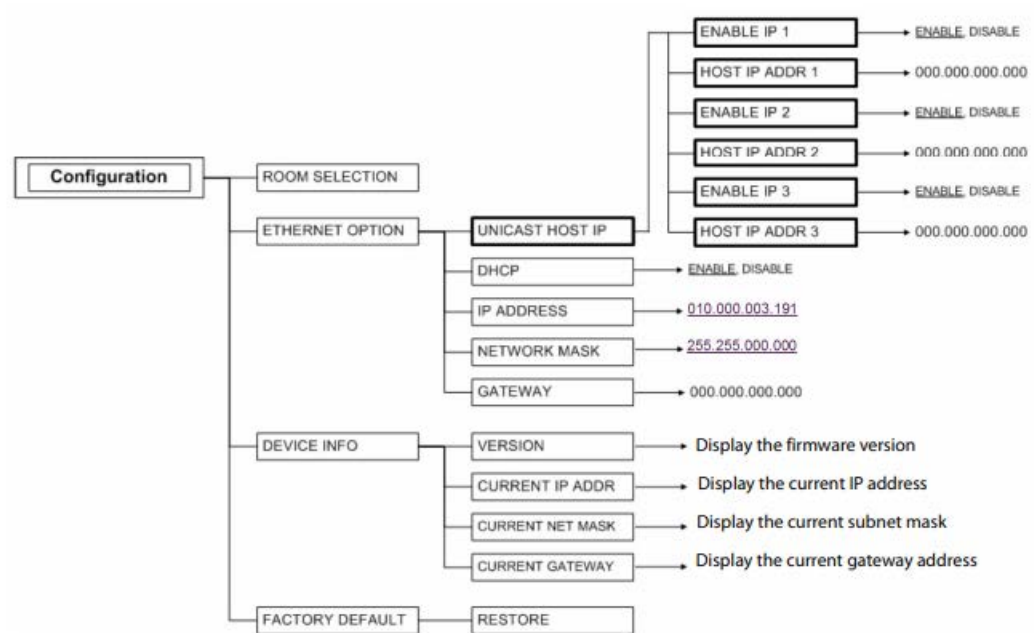 ENABLE IP 1
ENABLE, DISABLE
HOST IP ADDR 1
000.000.000.000
ENABLE IP 2
ENABLE, DISABLE
HOST IP ADDR 2
000.000.000.000
Configuration
ROOM SELECTION
ENABLE IP 3
ENABLE, DISABLE
ETHERNET OPTION
UNICAST HOST IP
HOST IP ADDR 3
000.000.000.000
DHCP
ENABLE, DISABLE
IP ADDRESS
010.000.003.191
NETWORK MASK
255.255.000.000
GATEWAY
000.000.000.000
DEVICE INFO
VERSION
Display the firmware version
CURRENT IP ADDR
Display the current IP address
CURRENT NET MASK
Display the current subnet mask
CURRENT GATEWAY
Display the current gateway address
FACTORY DEFAULT
RESTORE